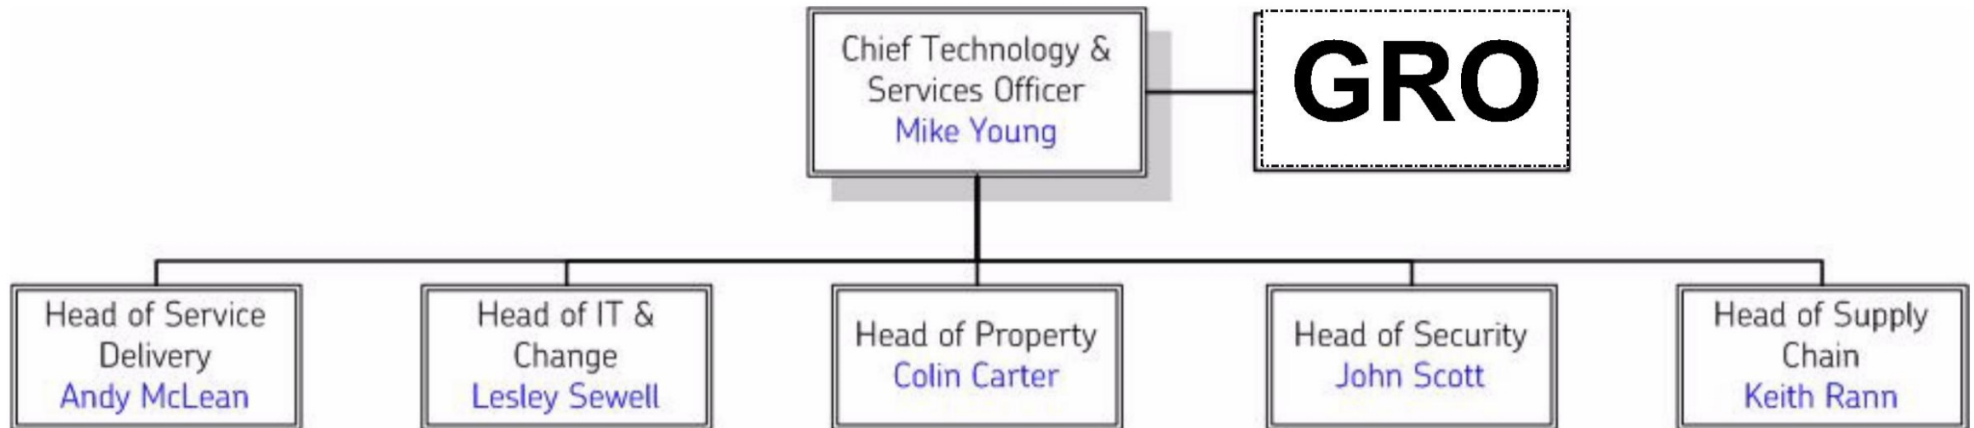 Chief Technology &
Services Officer
Mike Young
GRO
Head of Service
Delivery
Andy McLean
Head of IT &
Change
Lesley Sewell
Head of Property
Colin Carter
Head of Security
John Scott
Head of Supply
Chain
Keith Rann